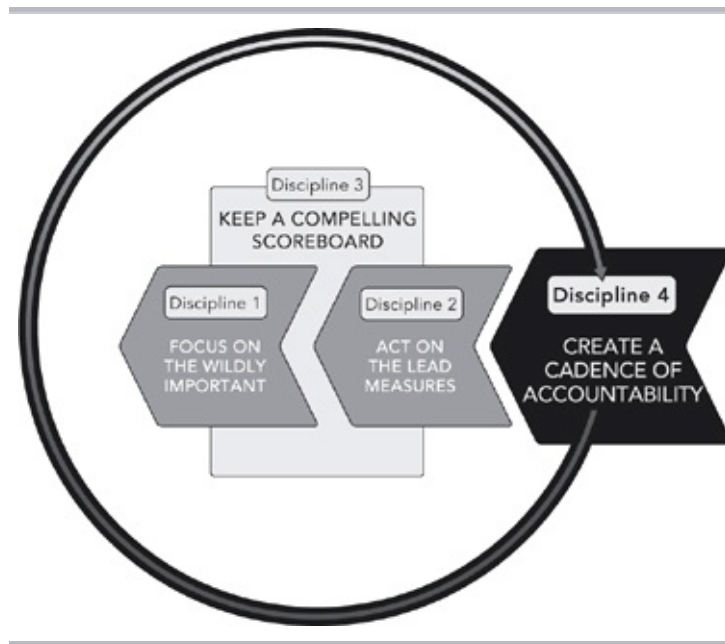 Discipline 3
KEEP A COMPELLING
SCOREBOARD
Discipline 1
FOCUS ON
THE WILDLY
IMPORTANT
Discipline 2
ACT ON
THE LEAD
MEASURES
Discipline 4
CREATE A
CADENCE OF
ACCOUNTABILITY